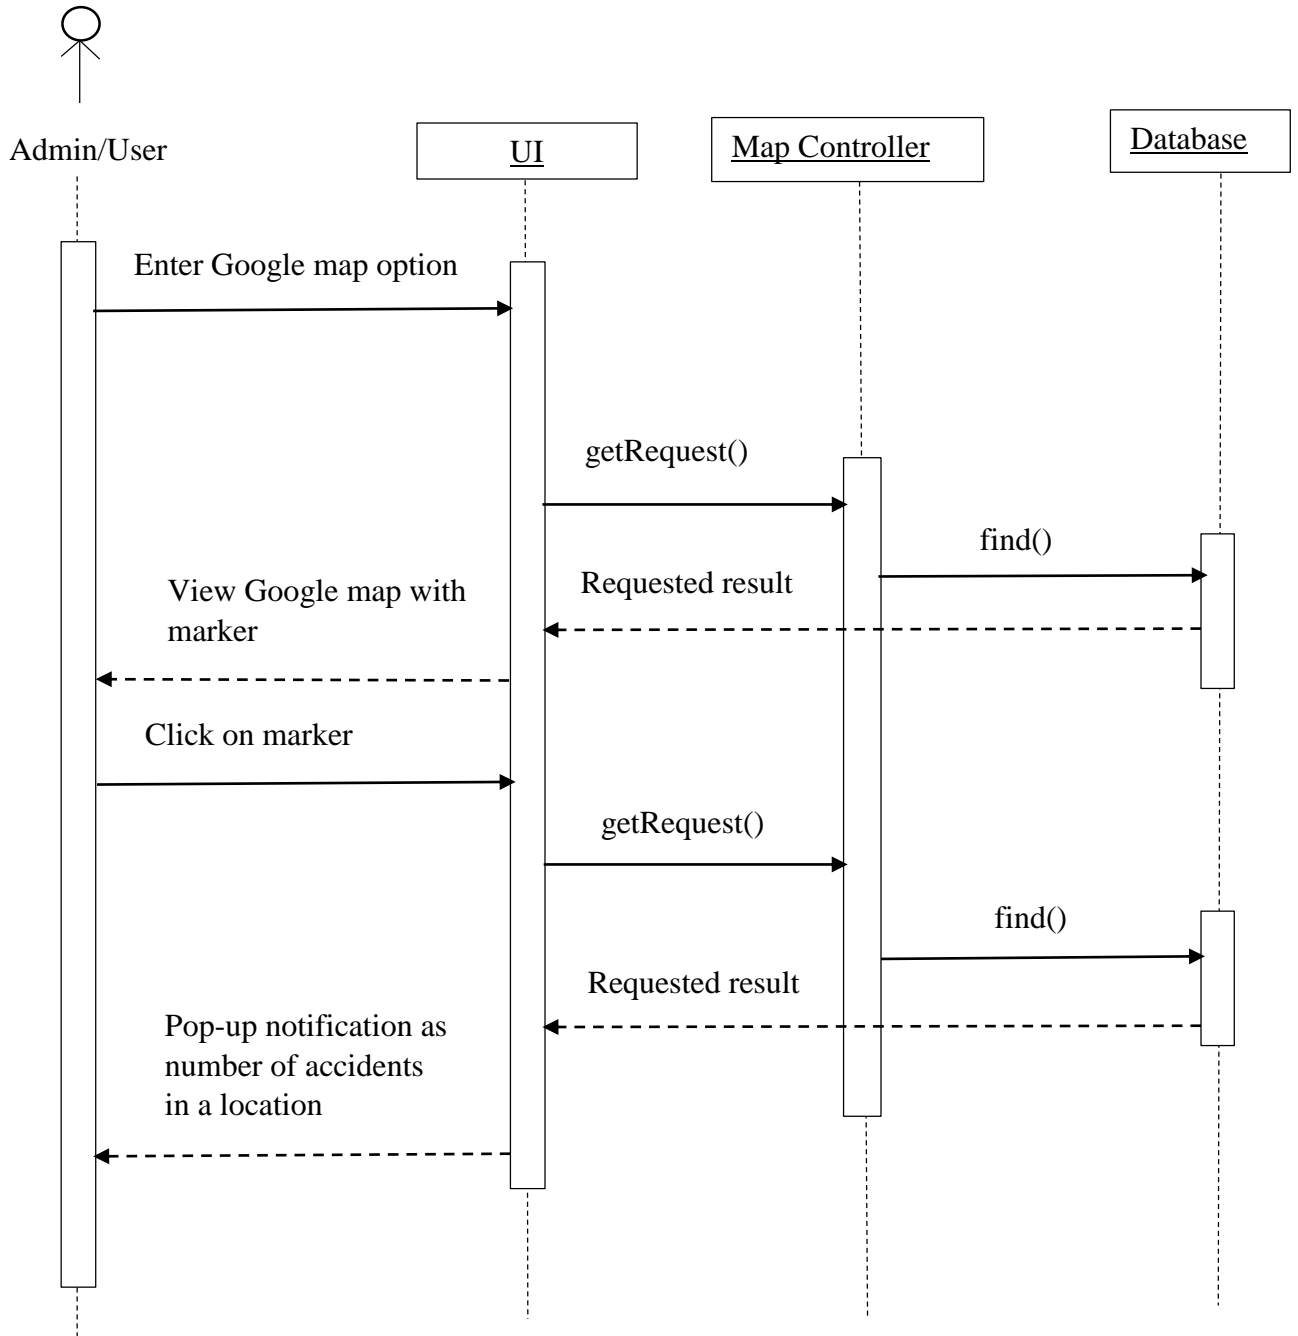 Admin/User
UI
Map Controller
Database
Enter Google map option
getRequest()
find()
Requested result
View Google map with
marker
Click on marker
getRequest()
find()
Requested result
Pop-up notification as
number of accidents
in a location